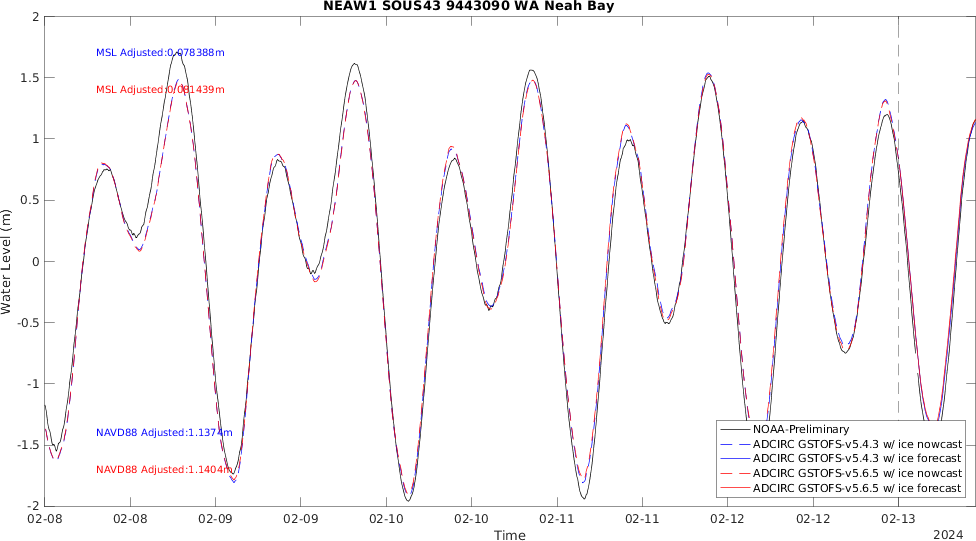 NEAW1 SOUS43 9443090 WA Neah Bay
2
1.5
1
0.5
0
-0.5
-1
-1.5
-2
Water Level (m)
MSL Adjusted:0.078388m
MSL Adjusted:0.081439m
NAVD88 Adjusted:1.1374m
NAVD88 Adjusted:1.1404m
NOAA-Preliminary
ADCIRC GSTOFS-v5.4.3 w/ ice nowcast
ADCIRC GSTOFS-v5.4.3 w/ ice forecast
ADCIRC GSTOFS-v5.6.5 w/ ice nowcast
ADCIRC GSTOFS-v5.6.5 w/ ice forecast
02-08 02-08 02-09 02-09 02-10 02-10 02-11 02-11 02-12 02-12 02-13
Time
2024